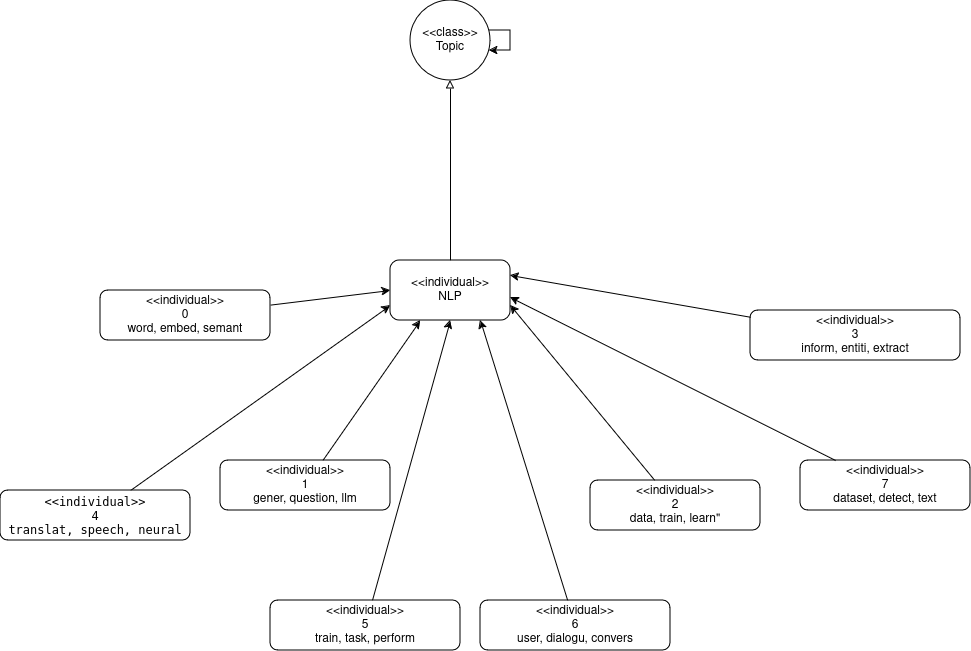 <<class>>
Topic
<<individual>>
NLP
<<individual>>
0
word, embed, semant
<<individual>>
3
inform, entiti, extract
<<individual>>
4
translat, speech, neural
<<individual>>
1
gener, question, llm
<<individual>>
2
data, train, learn"
<<individual>>
7
dataset, detect, text
<<individual>>
5
train, task, perform
<<individual>>
6
user, dialogu, convers